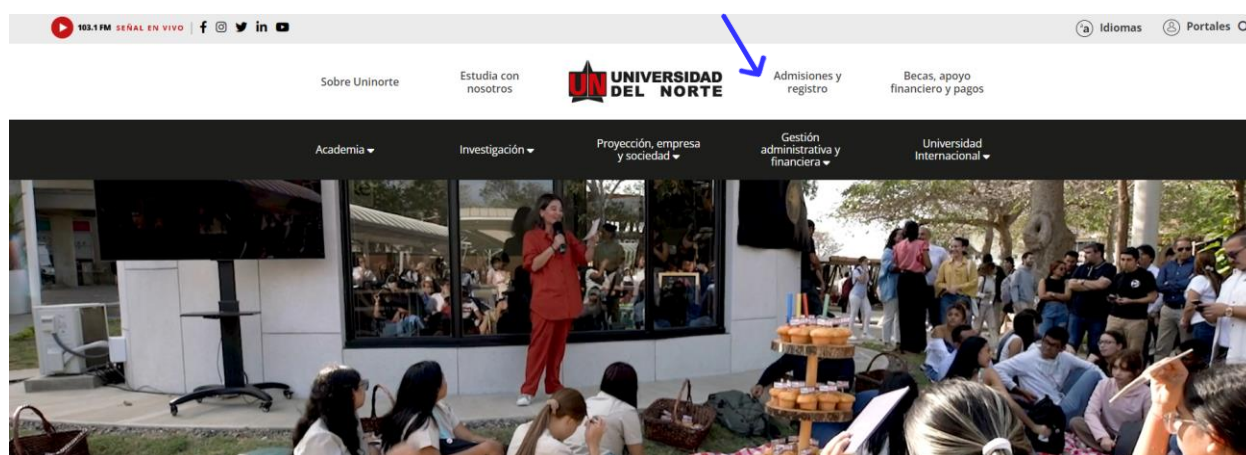 103.1 FM SEÑAL EN VIVO
Idiomas
Portales
Sobre Uninorte
Estudia con
nosotros
UN UNIVERSIDAD
DEL NORTE
Admisiones y
registro
Becas, apoyo
financiero y pagos
Academia
Investigación
Proyección, empresa
y sociedad
Gestión
administrativa y
financiera
Universidad
Internacional